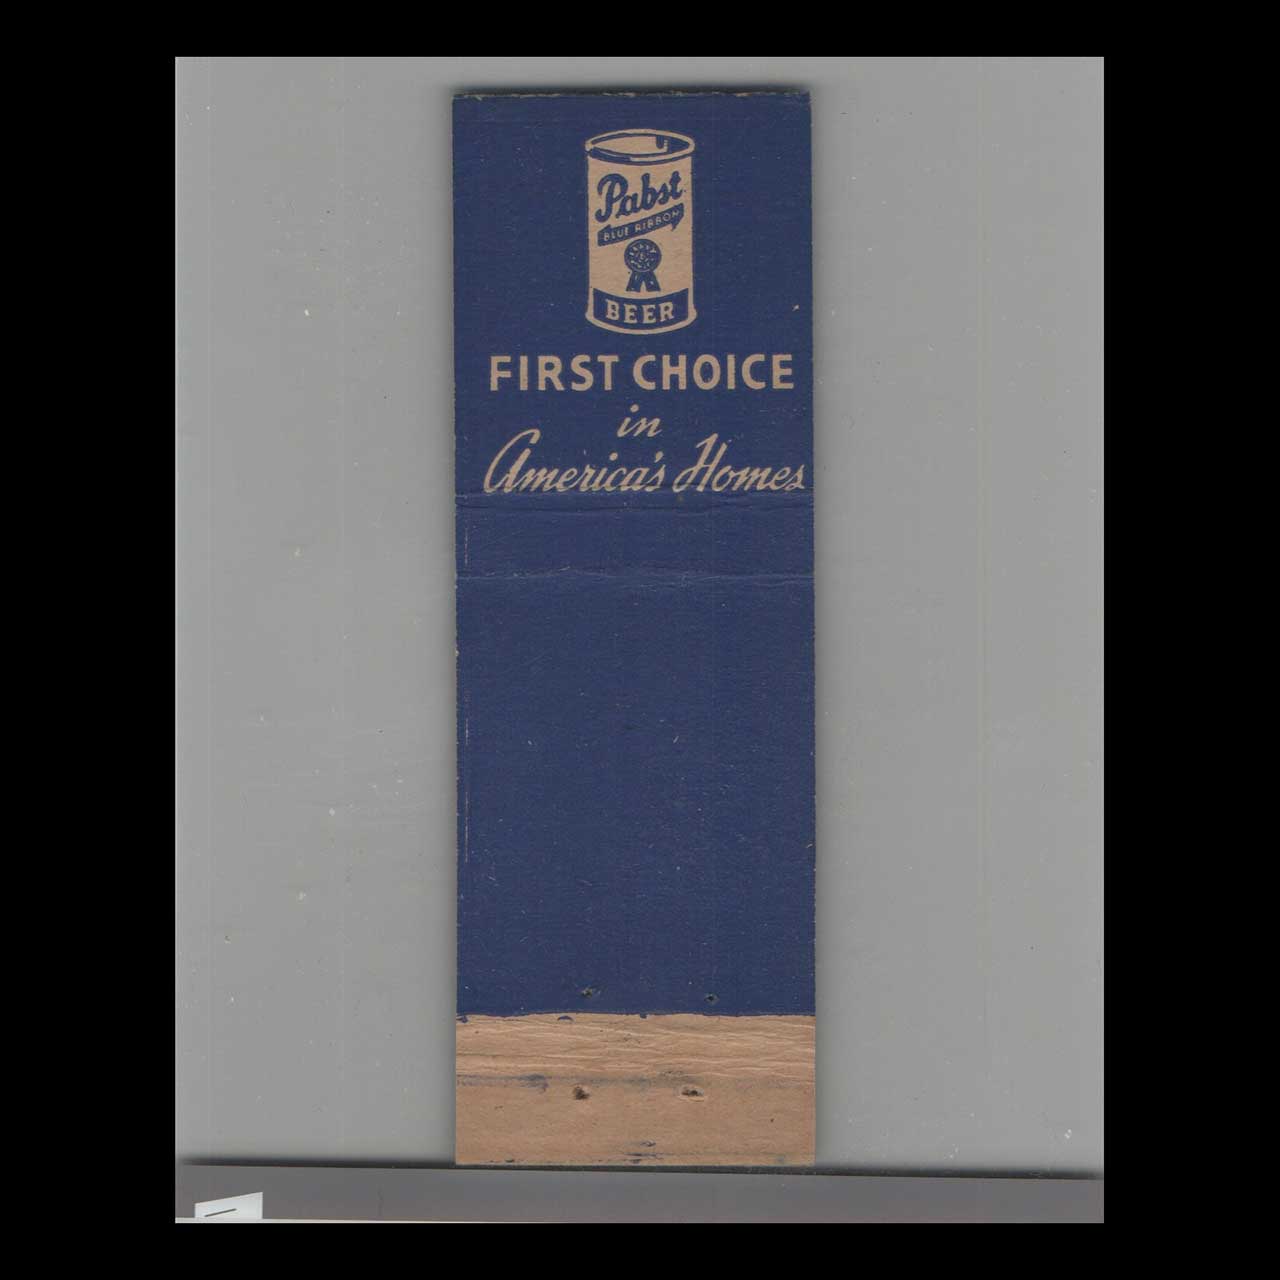 Pabst
BLUE RIBBON
BEER
FIRST CHOICE
in
America's Homes